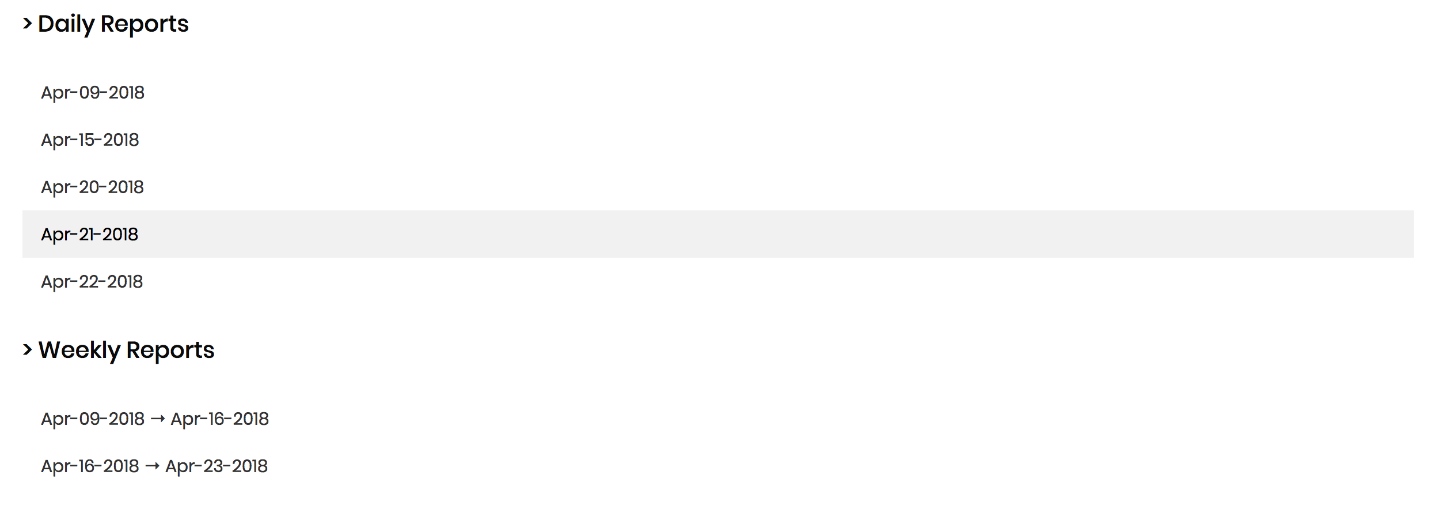 > Daily Reports
Apr-09-2018
Apr-15-2018
Apr-20-2018
Apr-21-2018
Apr-22-2018
> Weekly Reports
Apr-09-2018 → Apr-16-2018
Apr-16-2018 → Apr-23-2018